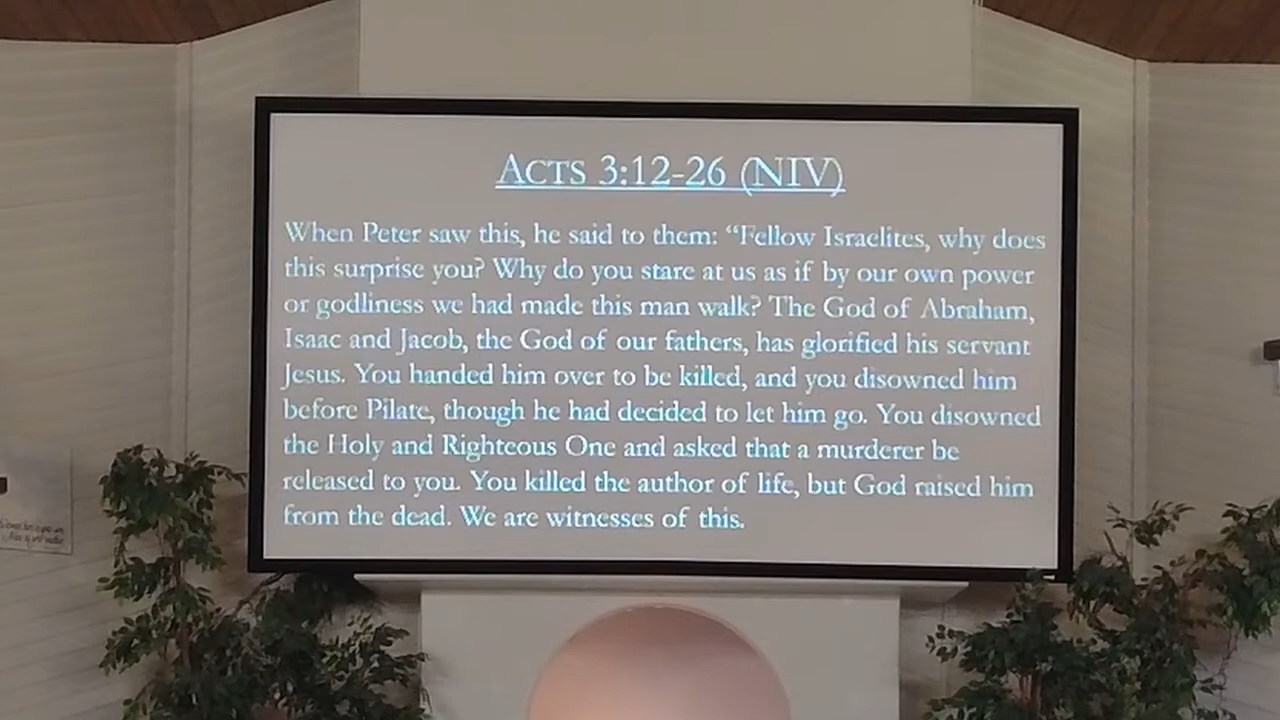 Acts 3:12-26 (NIV)
When Peter saw this, he said to them: “Fellow Israelites, why does
this surprise you? Why do you stare at us as if by our own power
or godliness we had made this man walk? The God of Abraham,
Isaac and Jacob, the God of our fathers, has glorified his servant
Jesus. You handed him over to be killed, and you disowned him
before Pilate, though he had decided to let him go. You disowned
the Holy and Righteous One and asked that a murderer be
released to you. You killed the author of life, but God raised him
from the dead. We are witnesses of this.